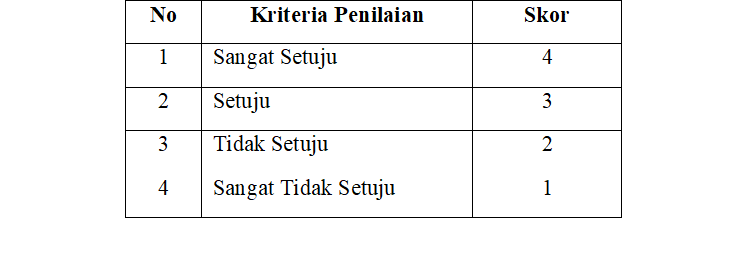 No Kriteria Penilaian Skor
1 Sangat Setuju 4
2 Setuju 3
3 Tidak Setuju 2
4 Sangat Tidak Setuju 1